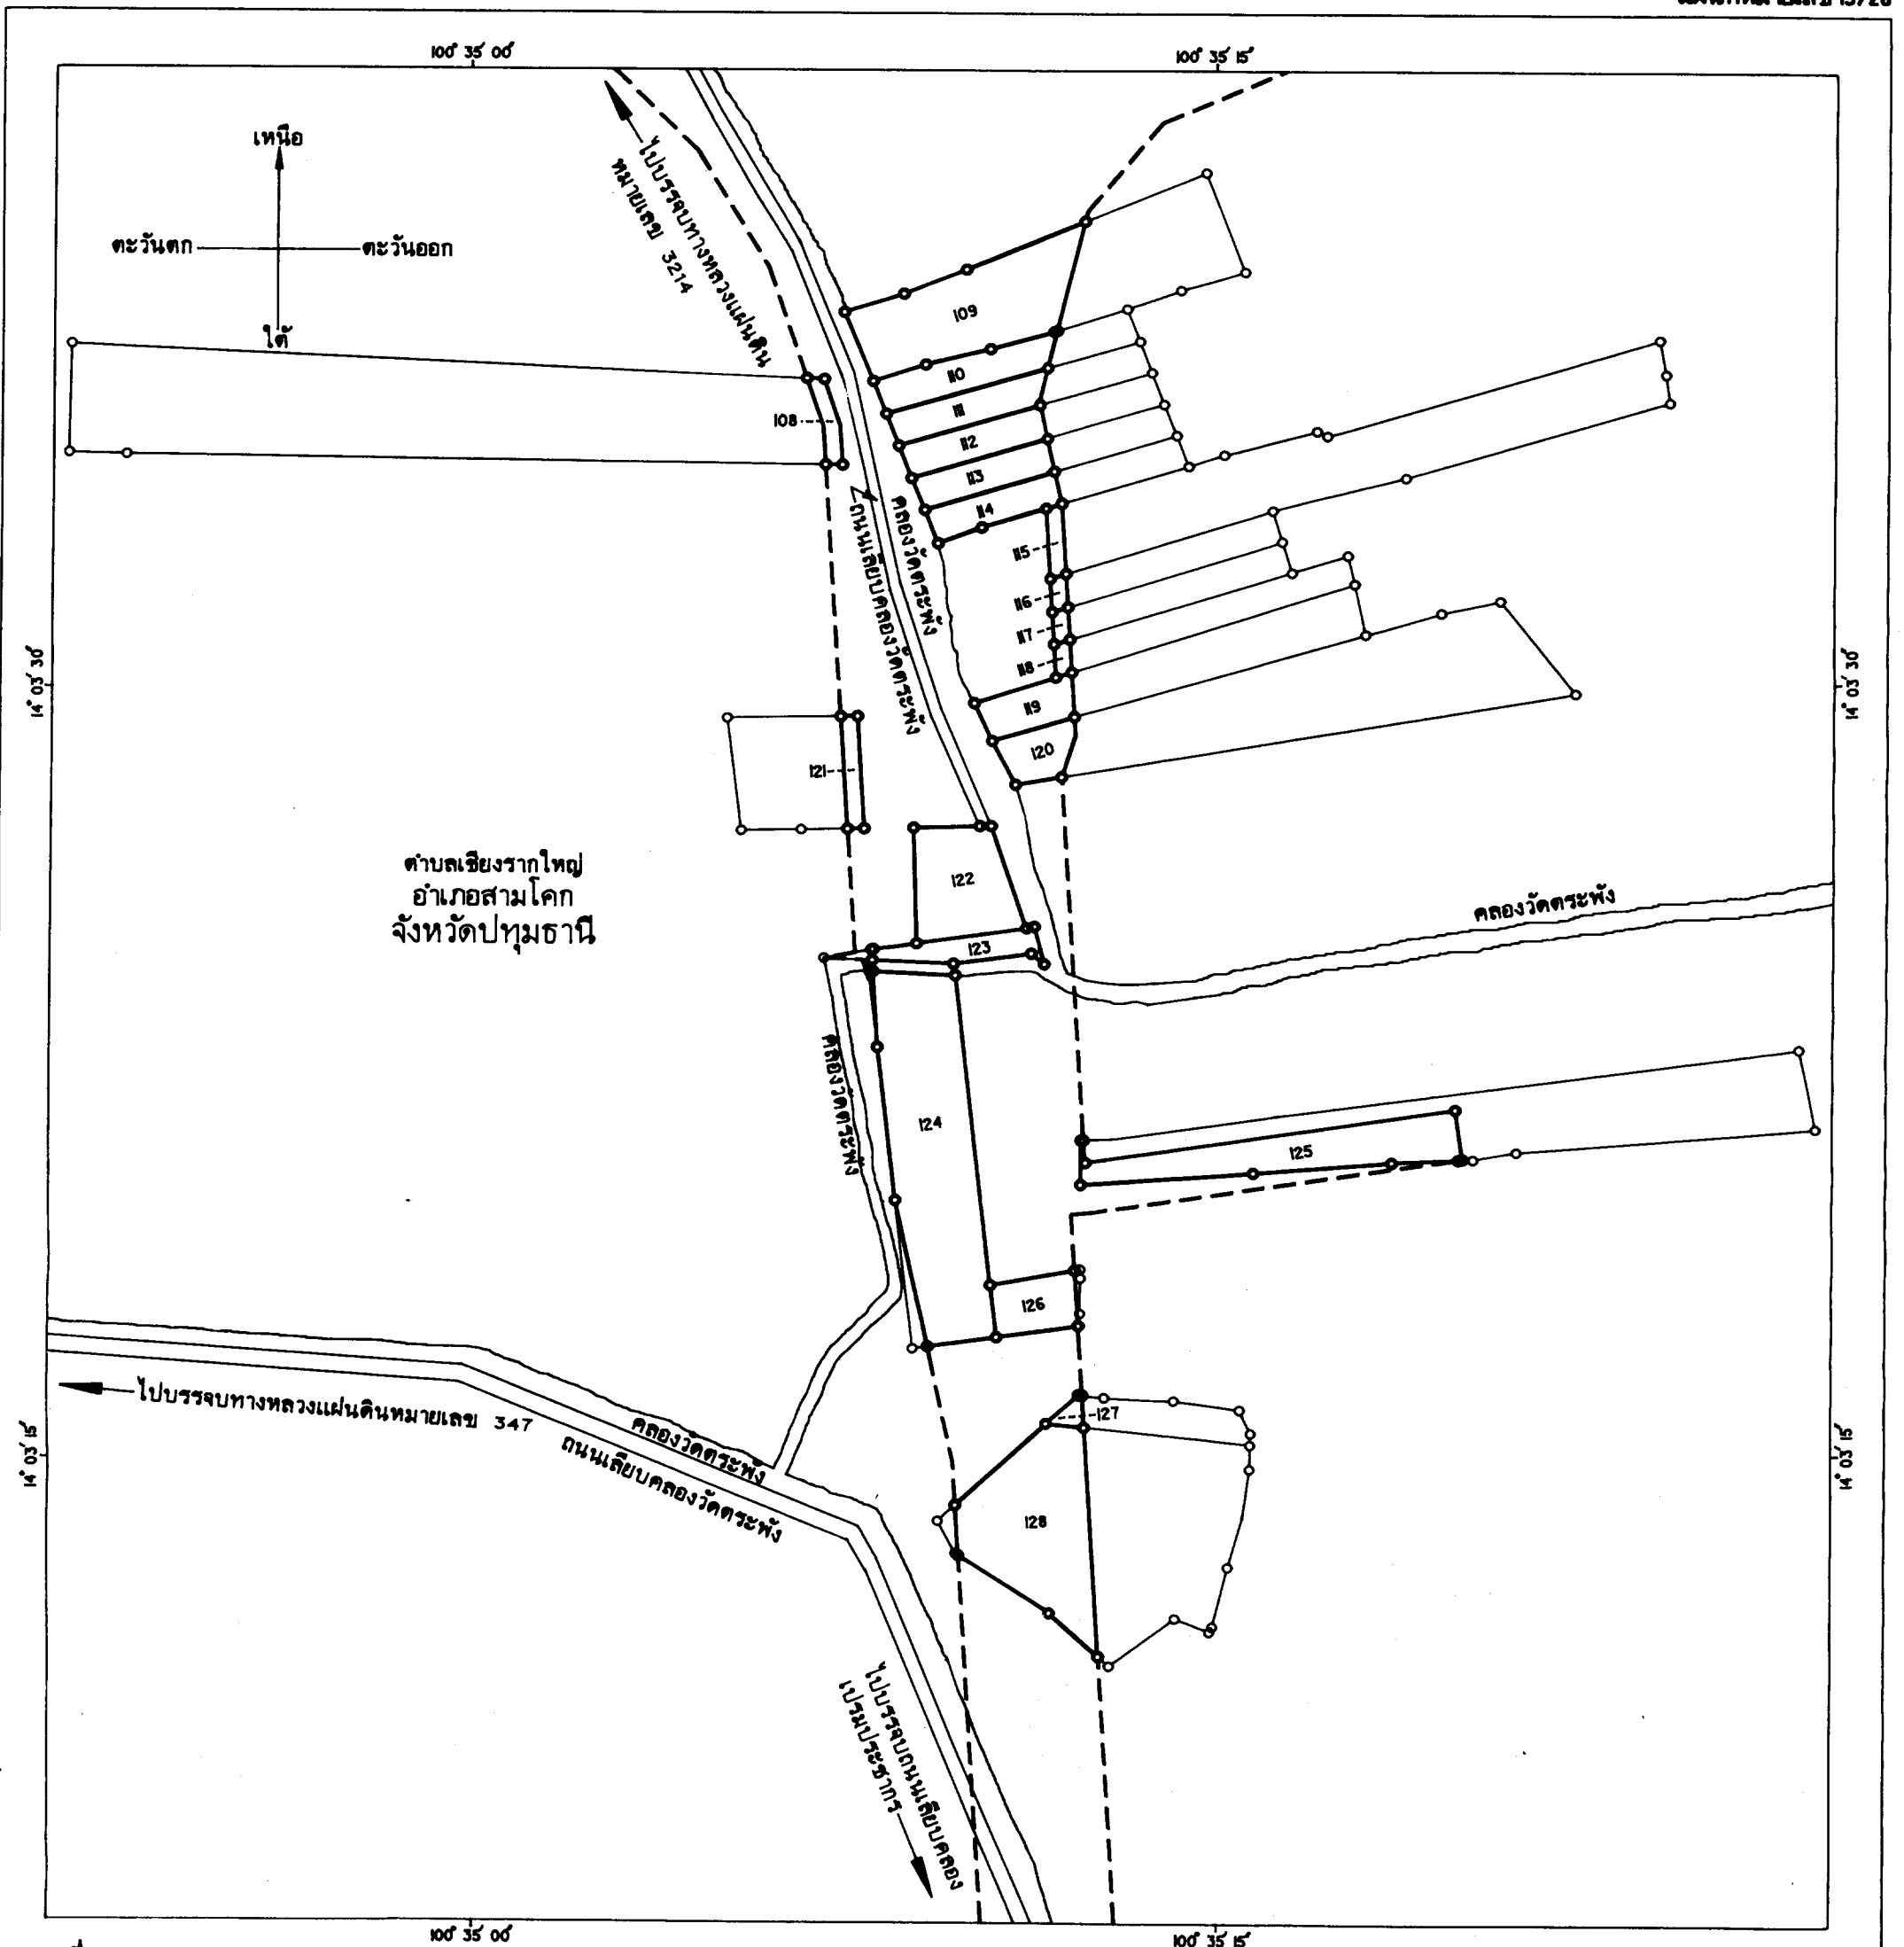 100° 35′ 00″
100° 35′ 15″
เหนือ
ตะวันตก
ตะวันออก
ใต้
ไปบรรจบทางหลวงแผ่นดิน
หมายเลข 3214
109
110
108
111
112
113
114
ถนนเลียบคลองวัดตระพัง
คลองวัดตระพัง
115
116
117
118
14° 03′ 30″
14° 03′ 30″
119
120
121
ตำบลเชียงรากใหญ่
อำเภอสามโคก
จังหวัดปทุมธานี
122
คลองวัดตระพัง
123
คลองวัดตระพัง
124
125
126
ไปบรรจบทางหลวงแผ่นดินหมายเลข 347
คลองวัดตระพัง
ถนนเลียบคลองวัดตระพัง
127
14° 03′ 15″
14° 03′ 15″
128
ไปบรรจบถนนเลียบคลอง
เปรมประชากร
100° 35′ 00″
100° 35′ 15″